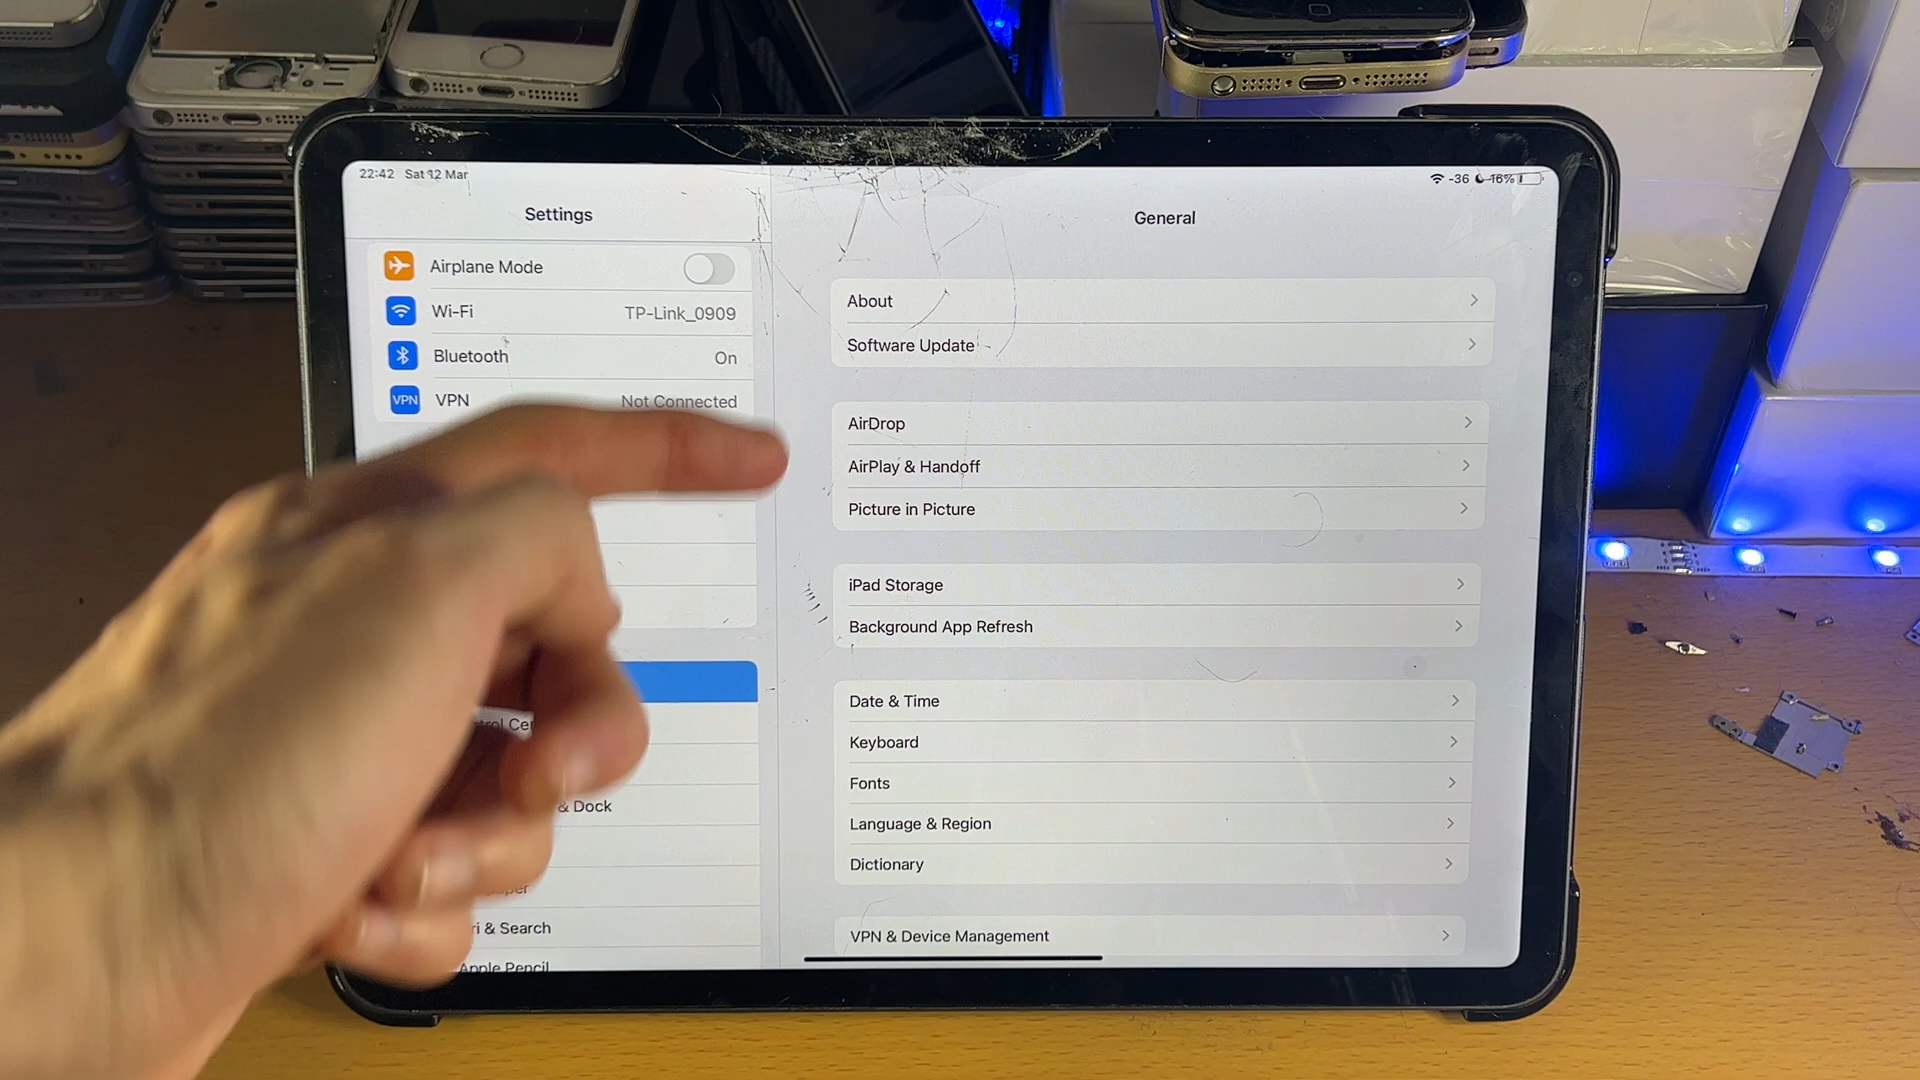 22:42 Sat 12 Mar
-36 16%
Settings
General
Airplane Mode
Wi-Fi TP-Link_0909
Bluetooth On
VPN VPN Not Connected
& Dock
& Search
Apple Pencil
About
Software Update
AirDrop
AirPlay & Handoff
Picture in Picture
iPad Storage
Background App Refresh
Date & Time
Keyboard
Fonts
Language & Region
Dictionary
VPN & Device Management